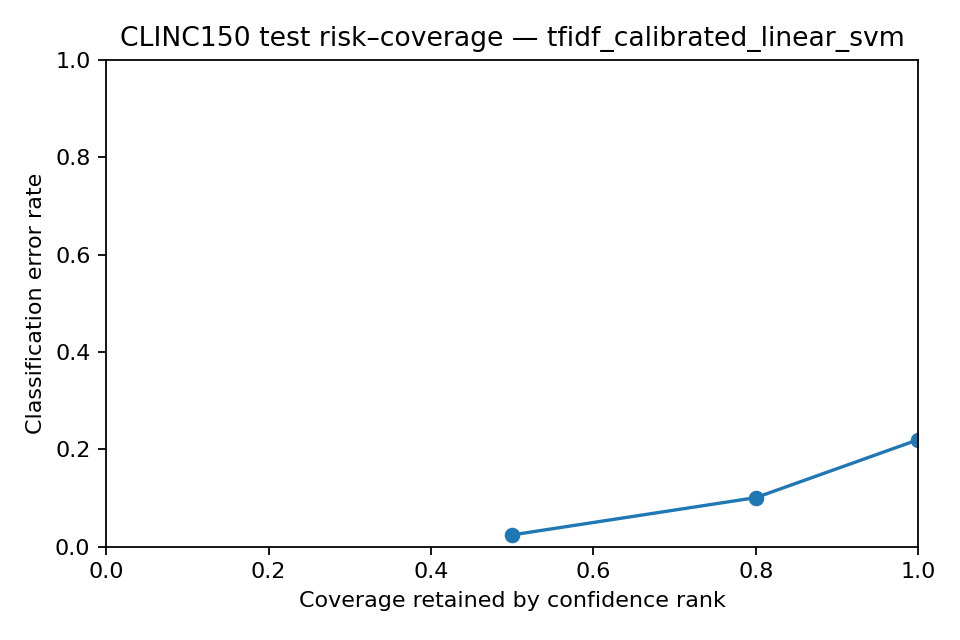 CLINC150 test risk–coverage — tfidf_calibrated_linear_svm
1.0
0.8
0.6
0.4
0.2
0.0
Classification error rate
0.0 0.2 0.4 0.6 0.8 1.0
Coverage retained by confidence rank